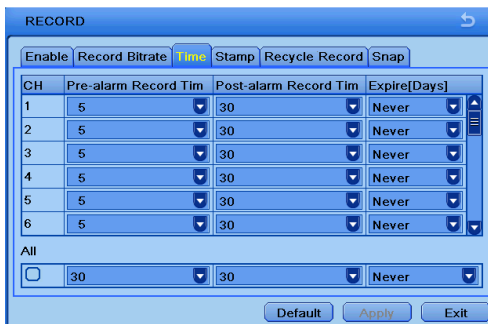 RECORD
Enable Record Bitrate Time Stamp Recycle Record Snap
CH Pre-alarm Record Tim Post-alarm Record Tim Expire[Days]
1 5 30 Never
2 5 30 Never
3 5 30 Never
4 5 30 Never
5 5 30 Never
6 5 30 Never
All
30 30 Never
Default Apply Exit